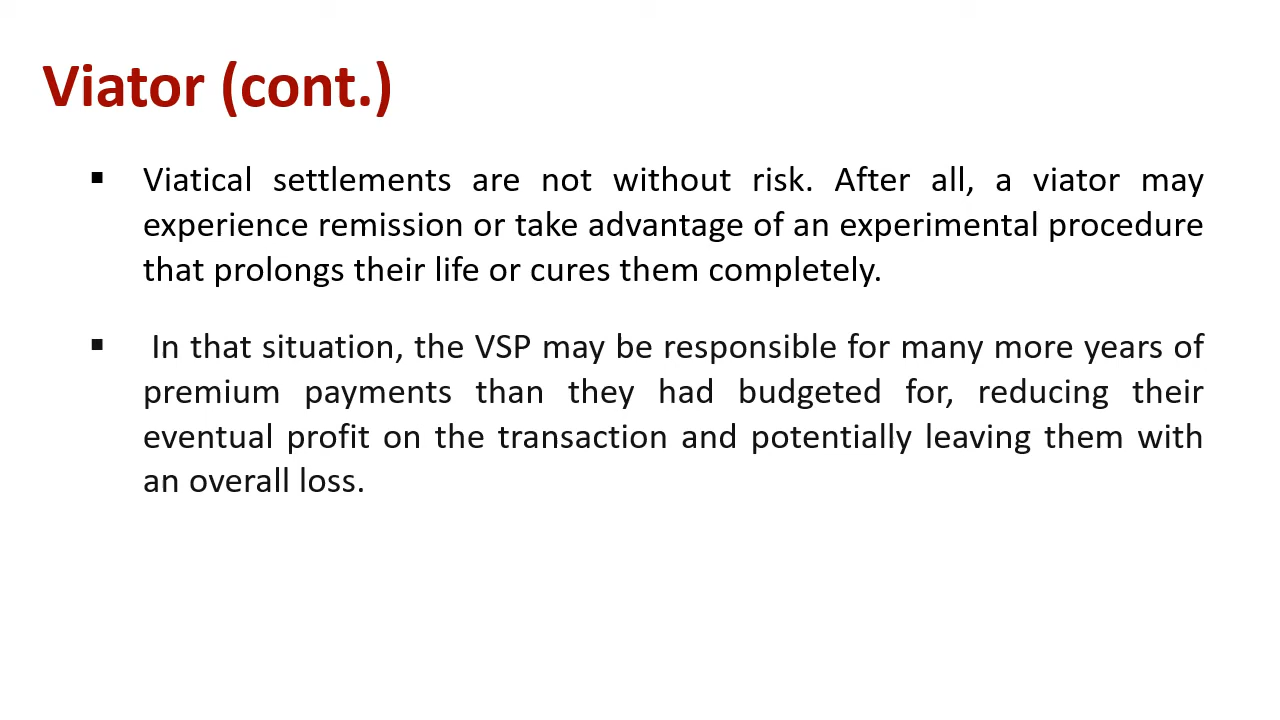 Viator (cont.)
▪ Viatical settlements are not without risk. After all, a viator may
experience remission or take advantage of an experimental procedure
that prolongs their life or cures them completely.
▪ In that situation, the VSP may be responsible for many more years of
premium payments than they had budgeted for, reducing their
eventual profit on the transaction and potentially leaving them with
an overall loss.